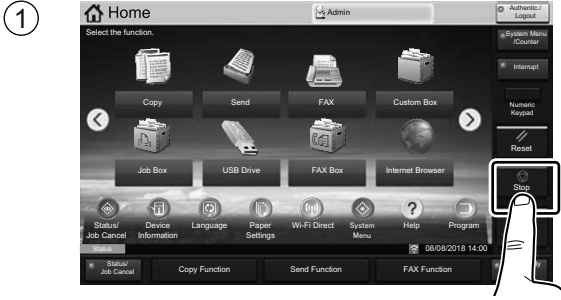 1
Home
Admin
Authentic./
Logout
Select the function.
System Menu
/Counter
Interrupt
Copy
Send
FAX
Custom Box
Numeric
Keypad
Reset
Job Box
USB Drive
FAX Box
Internet Browser
Stop
Status/
Job Cancel
Device
Information
Language
Paper
Settings
Wi-Fi Direct
System
Menu
Help
Program
Status
08/08/2018 14:00
Status/
Job Cancel
Copy Function
Send Function
FAX Function